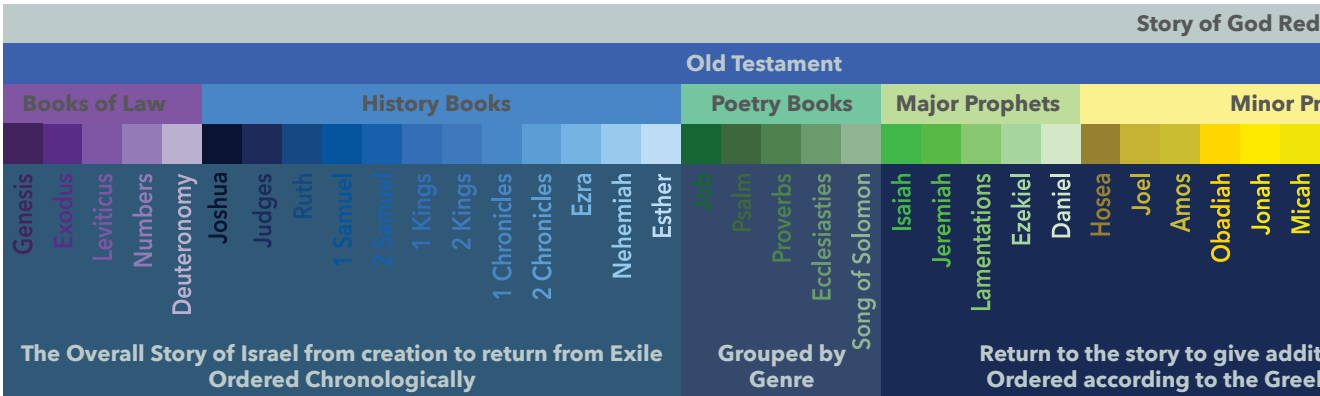 Story of God Red
Old Testament
Books of Law
History Books
Poetry Books
Major Prophets
Minor Pr
Genesis
Exodus
Leviticus
Numbers
Deuteronomy
Joshua
Judges
Ruth
1 Samuel
2 Samuel
1 Kings
2 Kings
1 Chronicles
2 Chronicles
Ezra
Nehemiah
Esther
Job
Psalm
Proverbs
Ecclesiasties
Song of Solomon
Isaiah
Jeremiah
Lamentations
Ezekiel
Daniel
Hosea
Joel
Amos
Obadiah
Jonah
Micah
The Overall Story of Israel from creation to return from Exile
Ordered Chronologically
Grouped by
Genre
Return to the story to give addit
Ordered according to the Greel